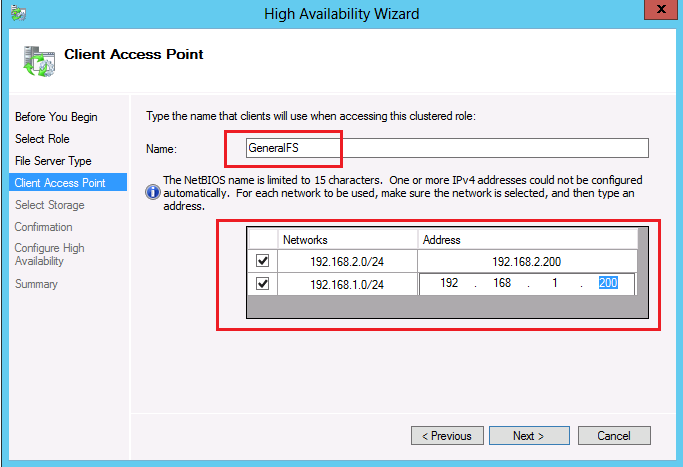 High Availability Wizard
x
Client Access Point
Before You Begin
Select Role
File Server Type
Client Access Point
Select Storage
Confirmation
Configure High
Availability
Summary
Type the name that clients will use when accessing this clustered role:
Name: GeneralFS
The NetBIOS name is limited to 15 characters. One or more IPv4 addresses could not be configured
automatically. For each network to be used, make sure the network is selected, and then type an
address.
Networks Address
192.168.2.0/24 192.168.2.200
192.168.1.0/24 192 . 168 . 1 . 200
< Previous Next > Cancel